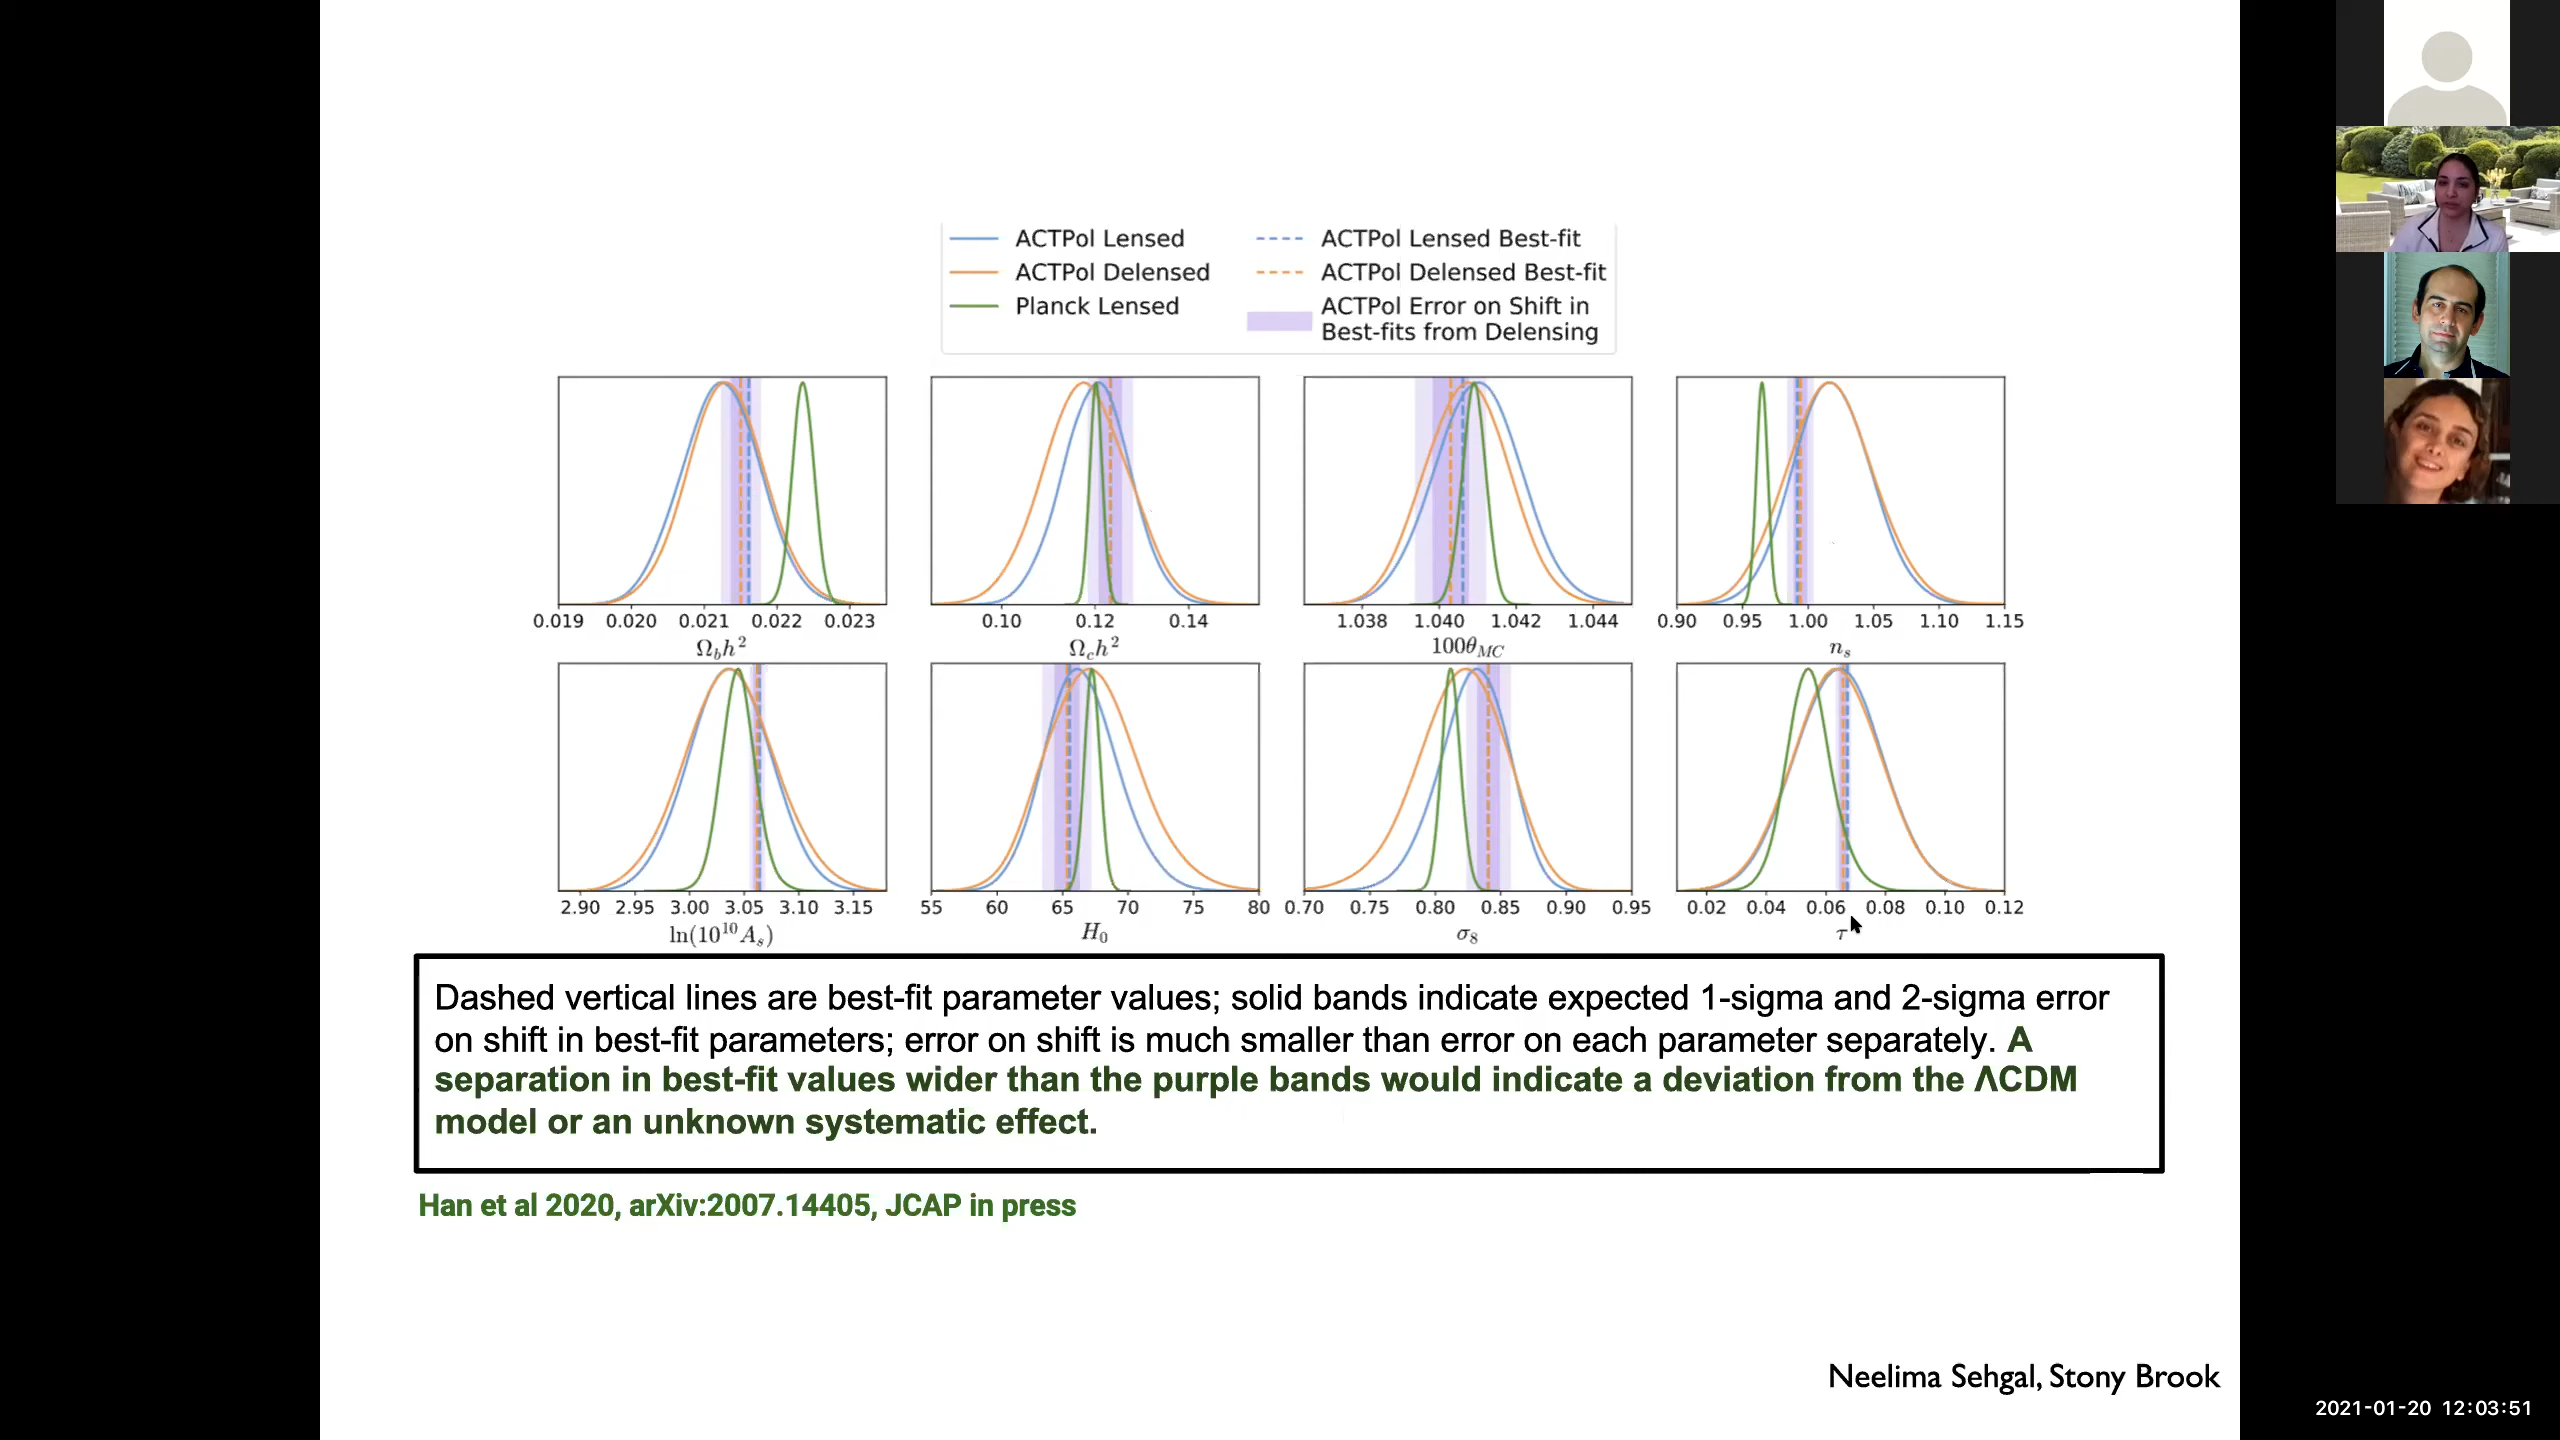 ACTPol Lensed
ACTPol Delensed
Planck Lensed
ACTPol Lensed Best-fit
ACTPol Delensed Best-fit
ACTPol Error on Shift in
Best-fits from Delensing
0.019 0.020 0.021 0.022 0.023
Ω_b h²
0.10 0.12 0.14
Ω_c h²
1.038 1.040 1.042 1.044
100θ_MC
0.90 0.95 1.00 1.05 1.10 1.15
n_s
2.90 2.95 3.00 3.05 3.10 3.15
ln(10¹⁰A_s)
55 60 65 70 75 80
H₀
0.70 0.75 0.80 0.85 0.90 0.95
σ₈
0.02 0.04 0.06 0.08 0.10 0.12
τ
Dashed vertical lines are best-fit parameter values; solid bands indicate expected 1-sigma and 2-sigma error
on shift in best-fit parameters; error on shift is much smaller than error on each parameter separately. A
separation in best-fit values wider than the purple bands would indicate a deviation from the ΛCDM
model or an unknown systematic effect.
Han et al 2020, arXiv:2007.14405, JCAP in press
Neelima Sehgal, Stony Brook
2021-01-20 12:03:51